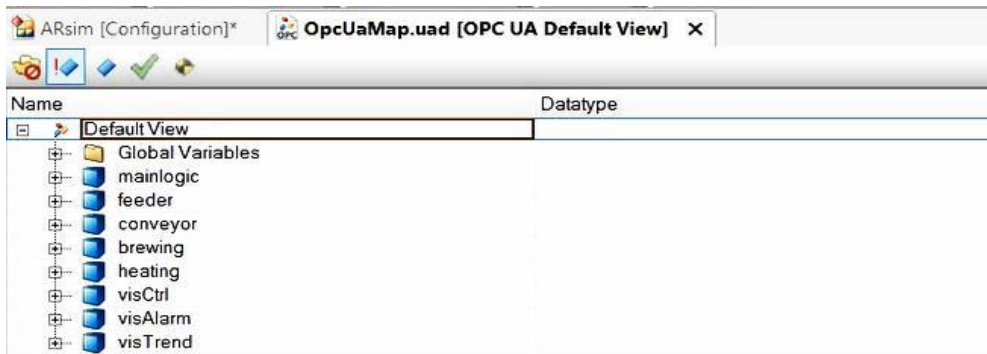 ARsim [Configuration]* OpcUaMap.uad [OPC UA Default View] X
Name Datatype
Default View
Global Variables
mainlogic
feeder
conveyor
brewing
heating
visCtrl
visAlarm
visTrend